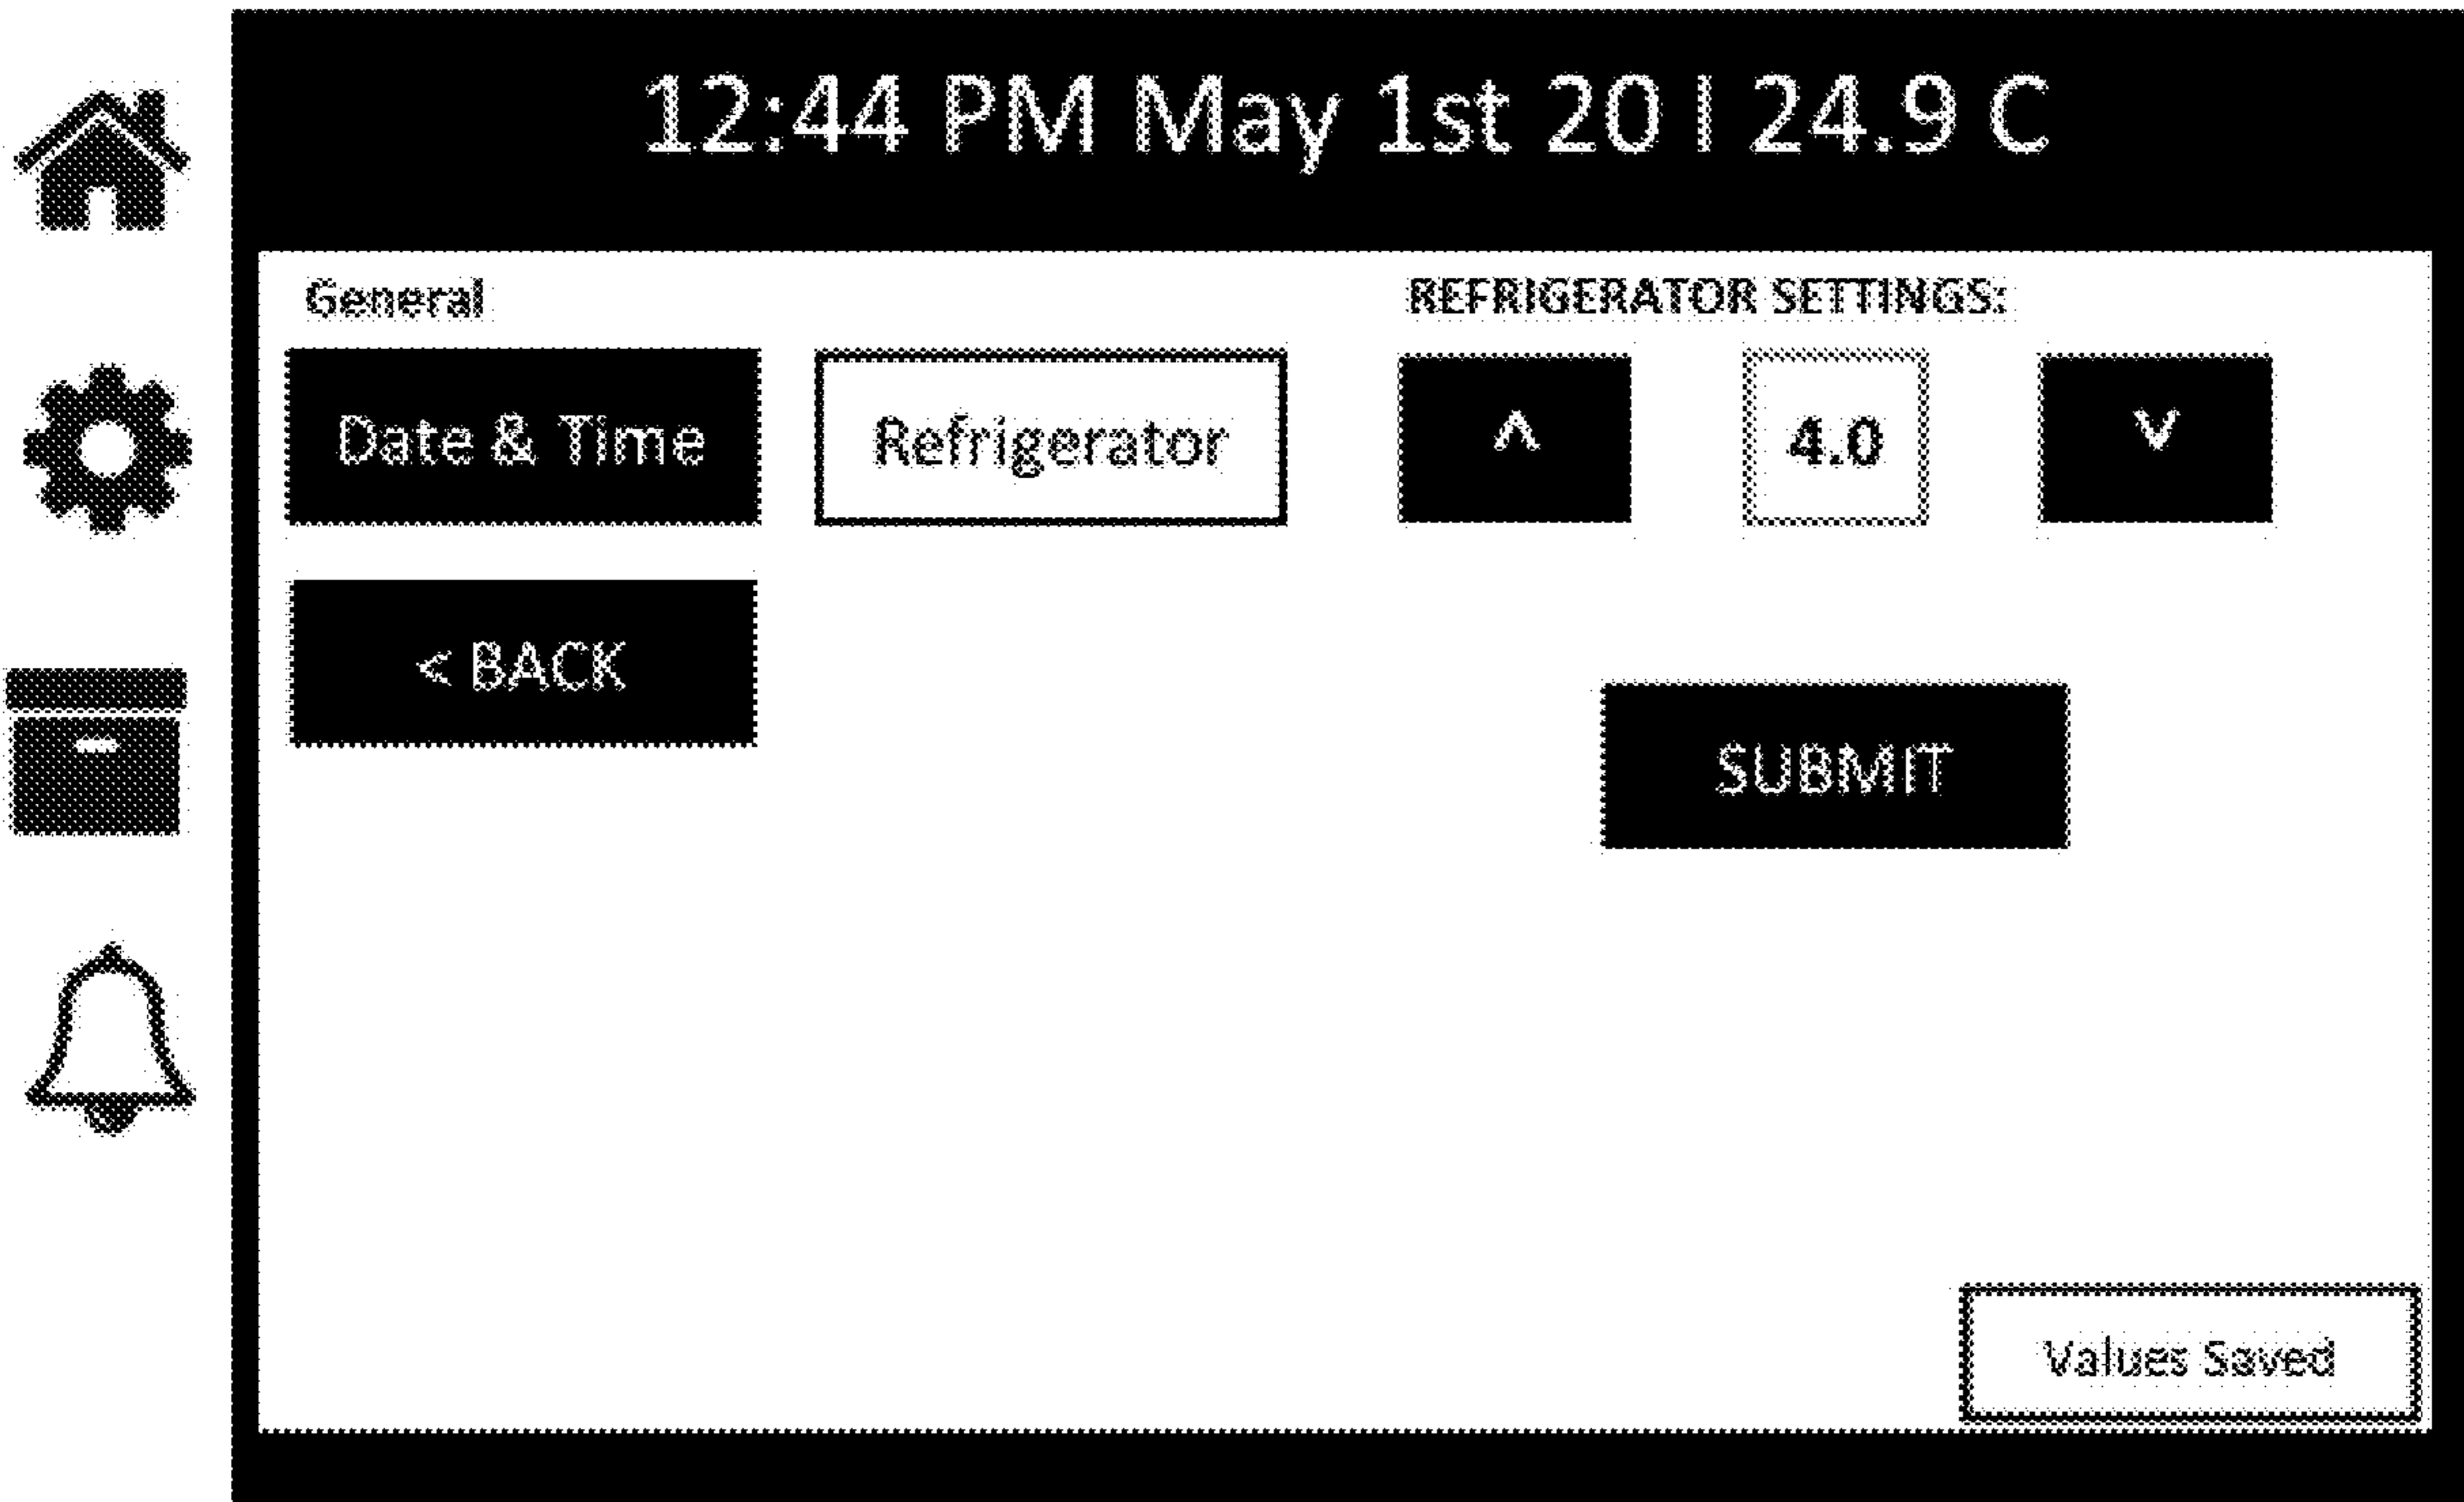 12:44 PM May 1st 20 | 24.9 C
General
REFRIGERATOR SETTINGS:
Date & Time
Refrigerator
^
4.0
v
< BACK
SUBMIT
Values Saved